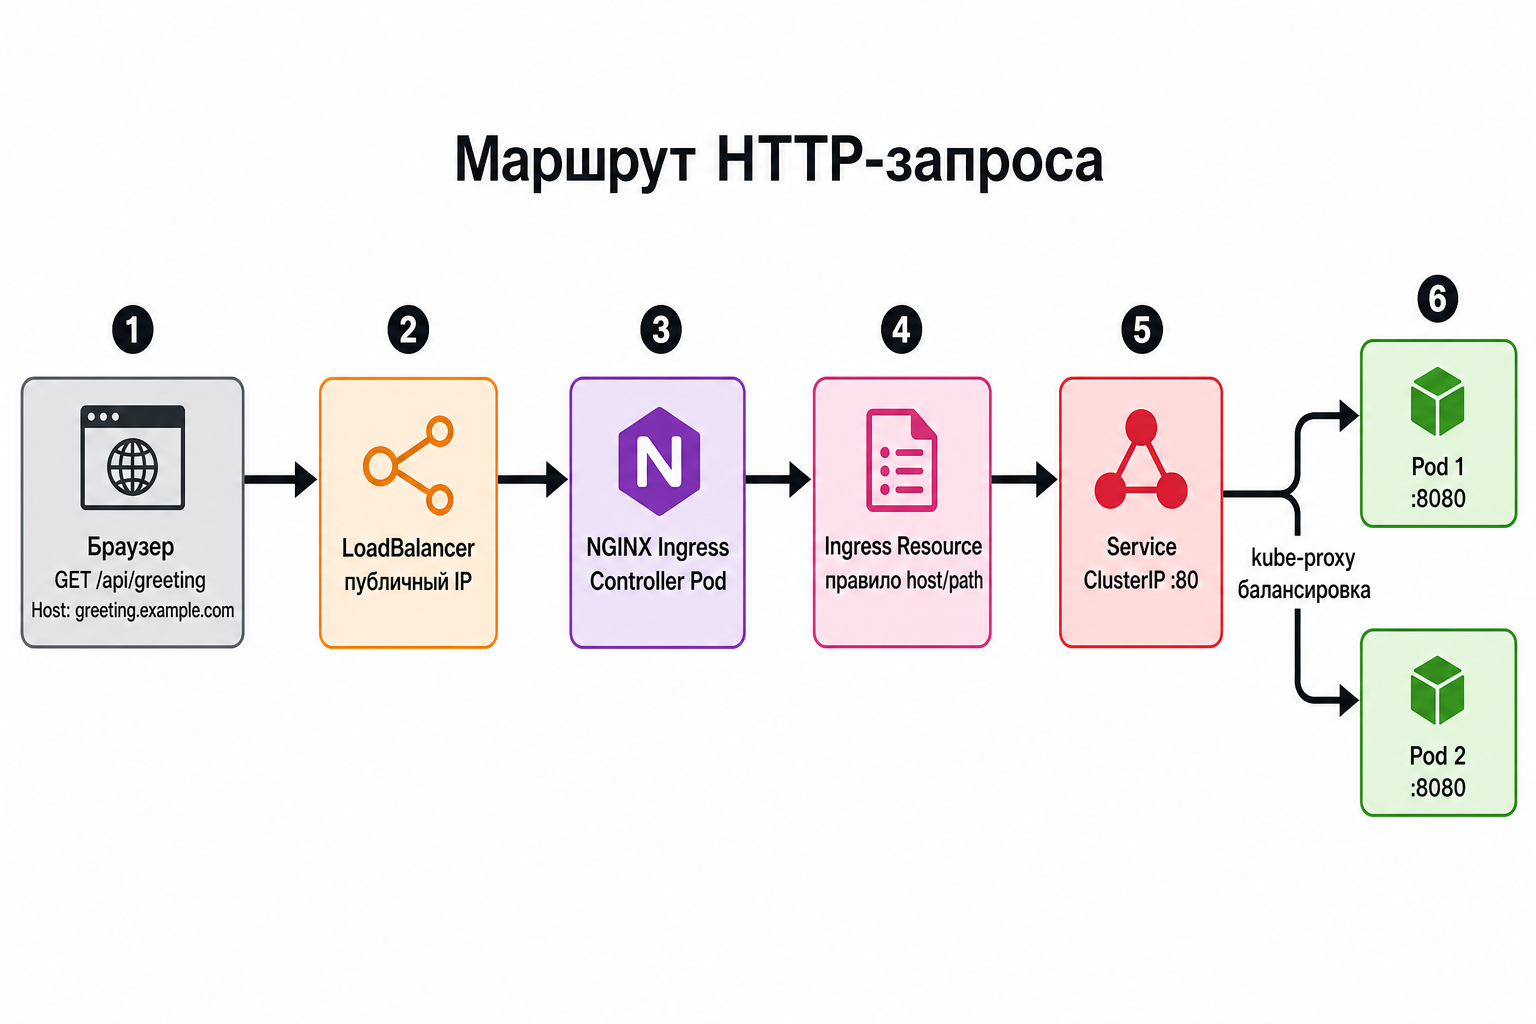 Маршрут HTTP-запроса
1
Браузер
GET /api/greeting
Host: greeting.example.com
2
LoadBalancer
публичный IP
3
N
NGINX Ingress
Controller Pod
4
Ingress Resource
правило host/path
5
Service
ClusterIP :80
kube-proxy
балансировка
6
Pod 1
:8080
Pod 2
:8080